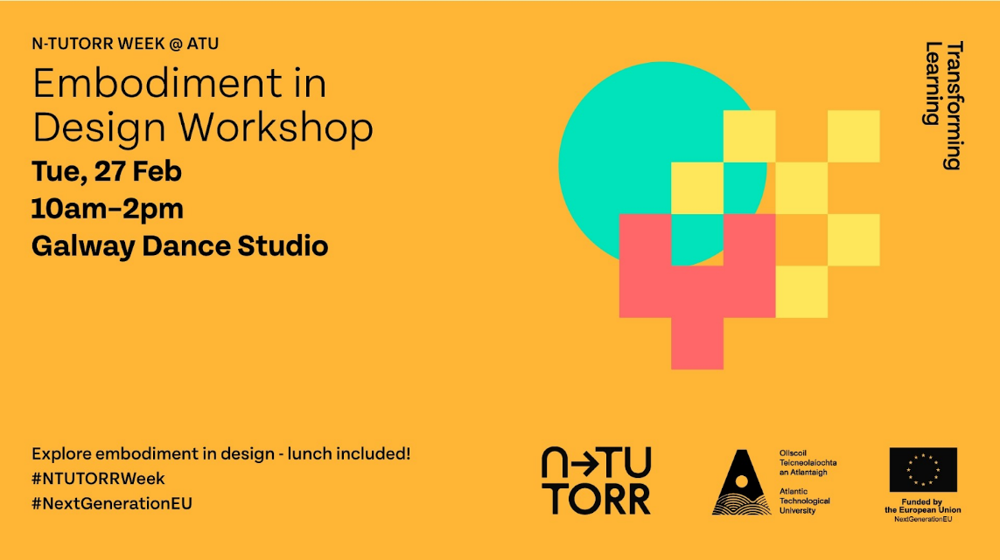 N-TUTORR WEEK @ ATU
Embodiment in
Design Workshop
Tue, 27 Feb
10am–2pm
Galway Dance Studio
Transforming
Learning
Explore embodiment in design - lunch included!
#NTUTORRWeek
#NextGenerationEU
N→TU
TORR
Ollscoil
Teicneolaíochta
an Atlantaigh
Atlantic
Technological
University
Funded by
the European Union
NextGenerationEU